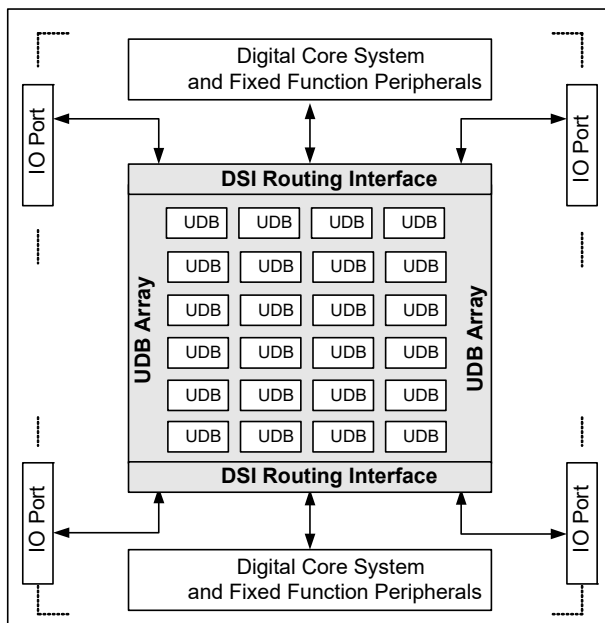 Digital Core System
and Fixed Function Peripherals
IO Port
IO Port
DSI Routing Interface
UDB UDB UDB UDB
UDB UDB UDB UDB
UDB UDB UDB UDB
UDB UDB UDB UDB
UDB UDB UDB UDB
UDB UDB UDB UDB
UDB Array
UDB Array
DSI Routing Interface
IO Port
IO Port
Digital Core System
and Fixed Function Peripherals